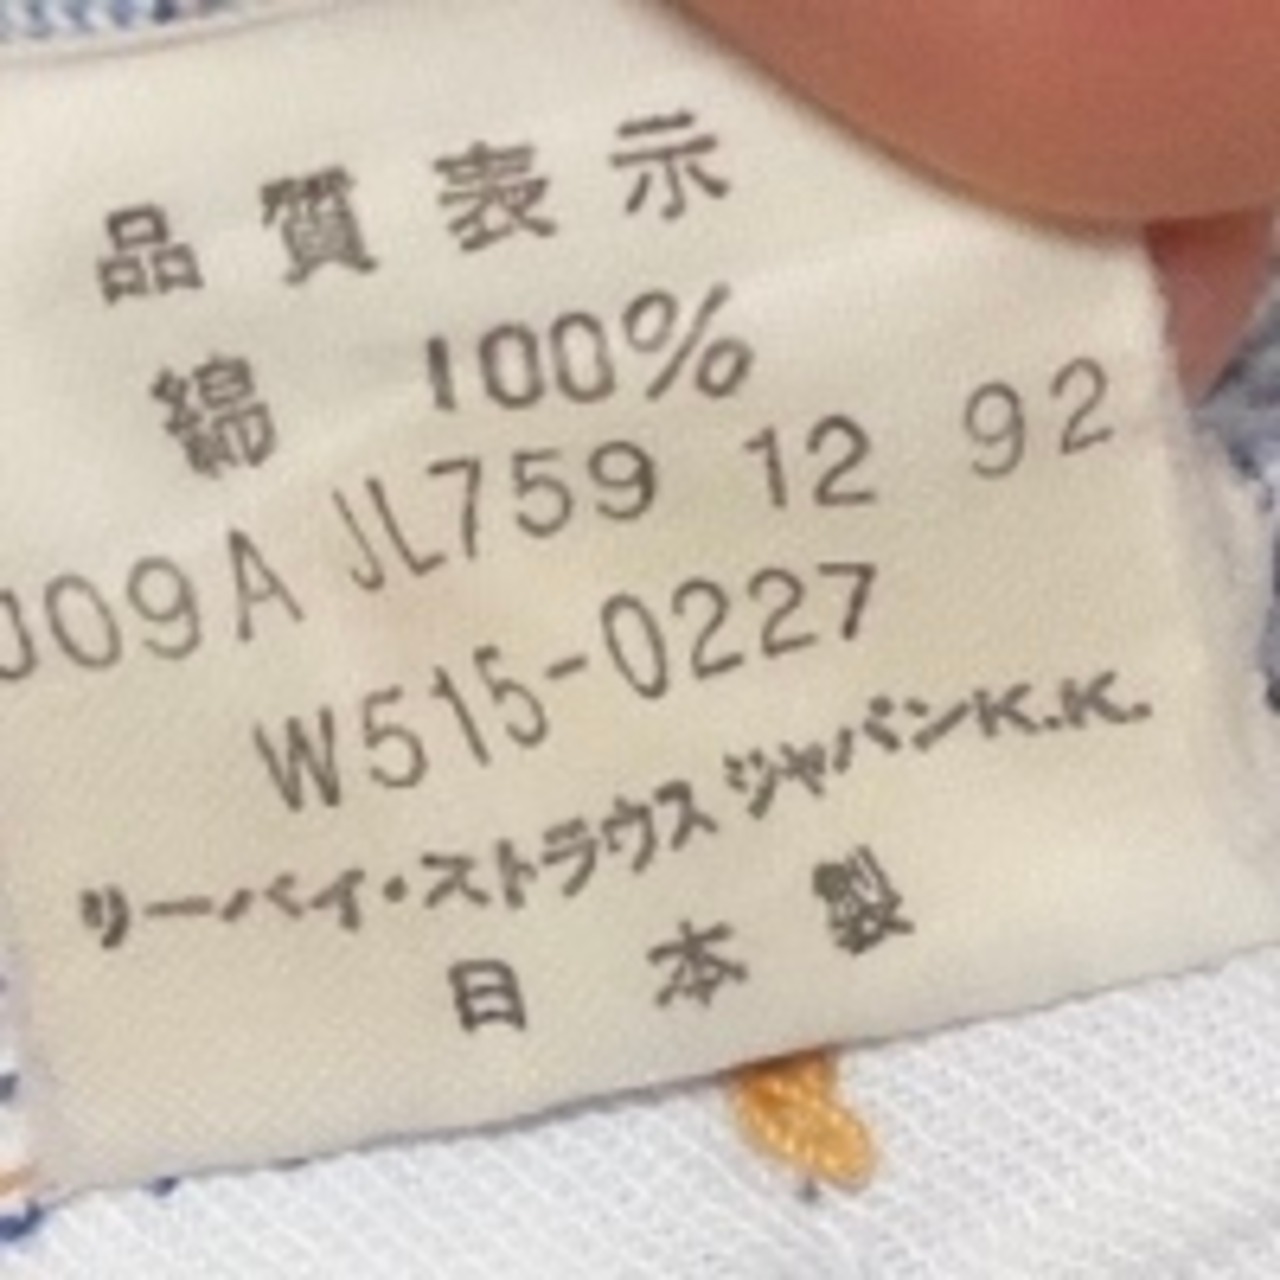 品質表示
綿 100%
J09A JL759 12 92
W515-0227
リーバイ・ストラウス ジャパンK.K.
日本製